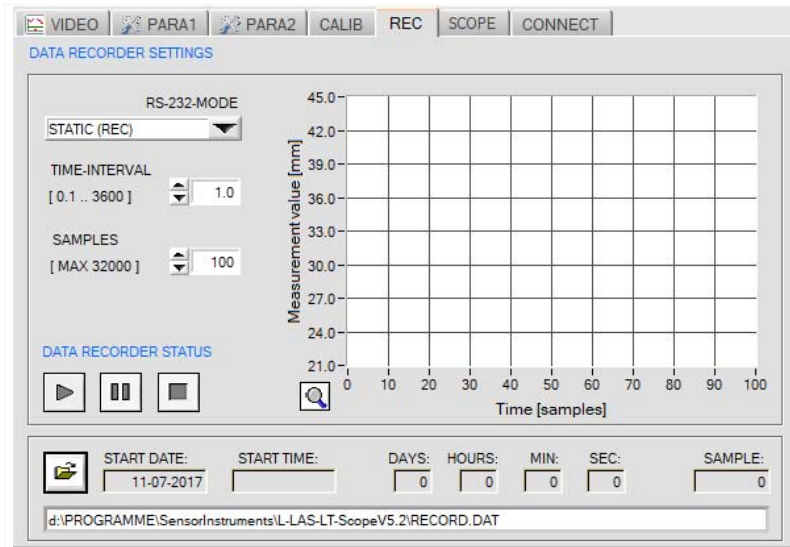 VIDEO PARA1 PARA2 CALIB REC SCOPE CONNECT
DATA RECORDER SETTINGS
RS-232-MODE
STATIC (REC)
TIME-INTERVAL
[ 0.1 .. 3600 ] 1.0
SAMPLES
[ MAX 32000 ] 100
DATA RECORDER STATUS
Measurement value [mm]
45.0
42.0
39.0
36.0
33.0
30.0
27.0
24.0
21.0
0 10 20 30 40 50 60 70 80 90 100
Time [samples]
START DATE: START TIME: DAYS: HOURS: MIN: SEC: SAMPLE:
11-07-2017 0 0 0 0 0
d:\PROGRAMME\SensorInstruments\L-LAS-LT-ScopeV5.2\RECORD.DAT